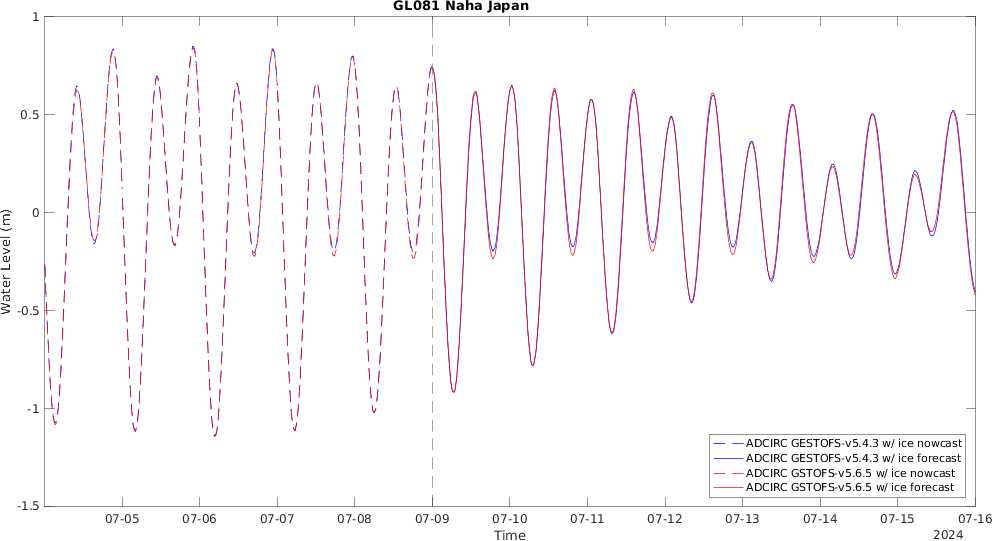 GL081 Naha Japan
1
0.5
0
-0.5
-1
-1.5
Water Level (m)
07-05 07-06 07-07 07-08 07-09 07-10 07-11 07-12 07-13 07-14 07-15 07-16
Time
2024
ADCIRC GESTOFS-v5.4.3 w/ ice nowcast
ADCIRC GESTOFS-v5.4.3 w/ ice forecast
ADCIRC GSTOFS-v5.6.5 w/ ice nowcast
ADCIRC GSTOFS-v5.6.5 w/ ice forecast